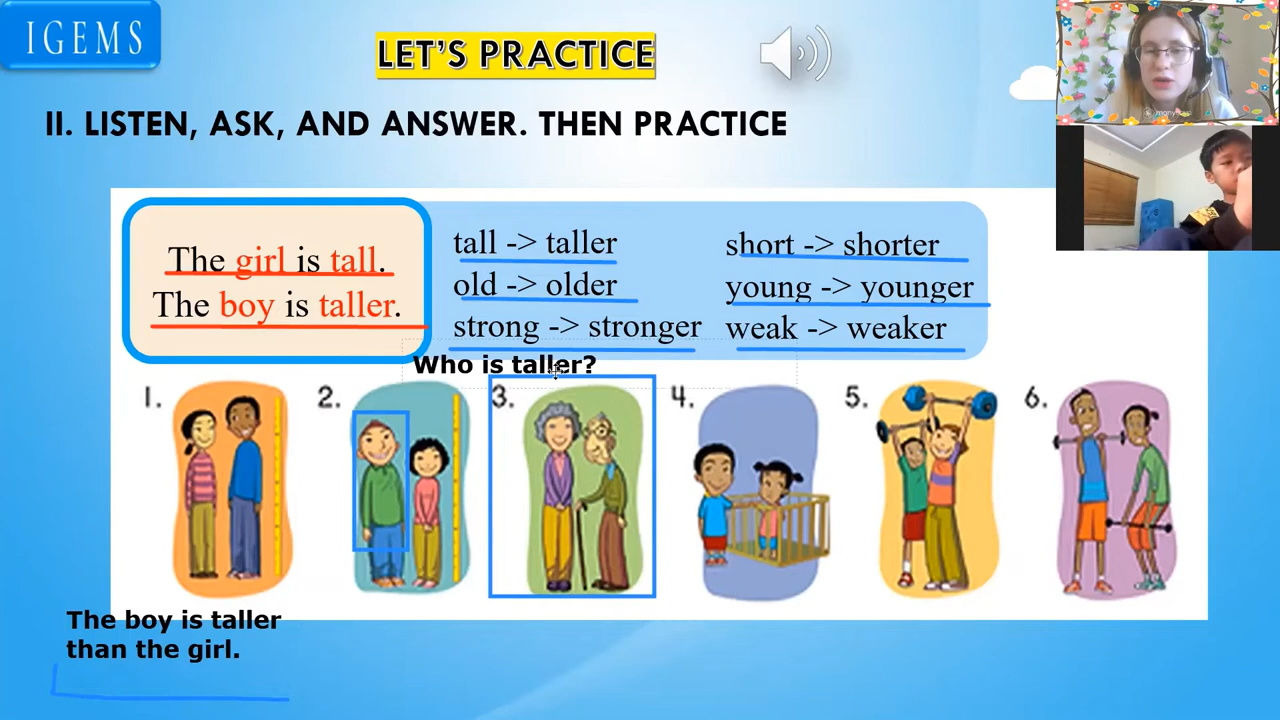 IGEMS
LET'S PRACTICE
II. LISTEN, ASK, AND ANSWER. THEN PRACTICE
The girl is tall.
The boy is taller.
tall -> taller
old -> older
strong -> stronger
short -> shorter
young -> younger
weak -> weaker
Who is taller?
1.
2.
3.
4.
5.
6.
The boy is taller
than the girl.